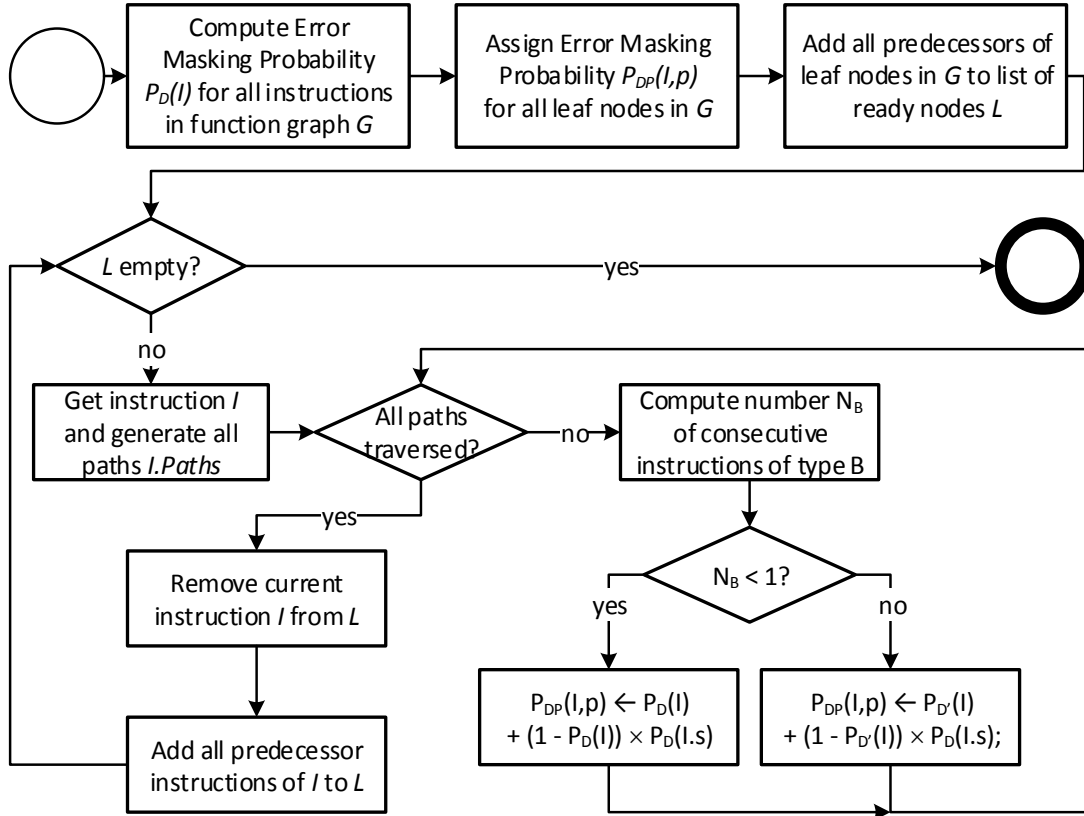 Compute Error
Masking Probability
P_D(I) for all instructions
in function graph G
Assign Error Masking
Probability P_DP(I,p)
for all leaf nodes in G
Add all predecessors of
leaf nodes in G to list of
ready nodes L
L empty?
yes
no
Get instruction I
and generate all
paths I.Paths
All paths
traversed?
no
Compute number N_B
of consecutive
instructions of type B
yes
Remove current
instruction I from L
Add all predecessor
instructions of I to L
N_B < 1?
yes
no
P_DP(I,p) ← P_D(I)
+ (1 - P_D(I)) × P_D(I.s)
P_DP(I,p) ← P_D'(I)
+ (1 - P_D'(I)) × P_D(I.s);